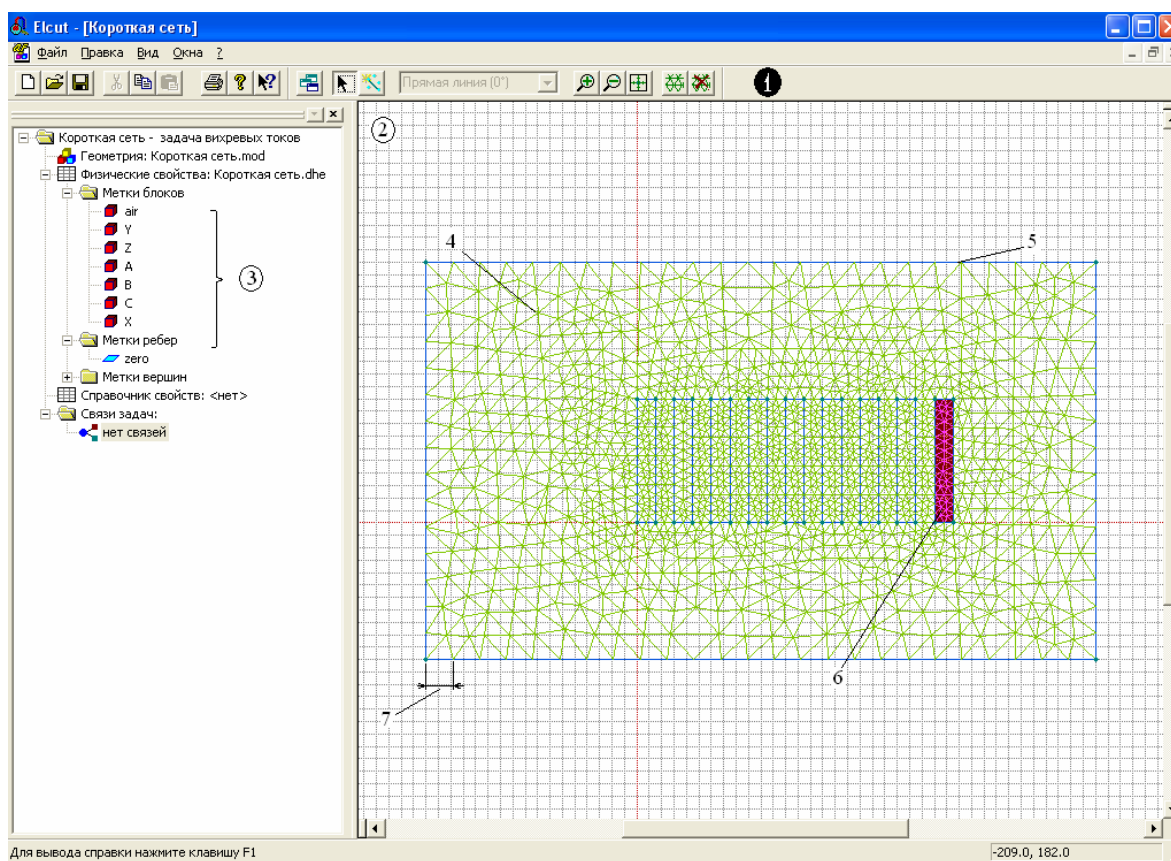 Elcut - [Короткая сеть]
Файл Правка Вид Окна ?
Прямая линия (0°)
1
2
Короткая сеть - задача вихревых токов
Геометрия: Короткая сеть.mod
Физические свойства: Короткая сеть.dhe
Метки блоков
air
Y
Z
A
B
C
X
3
Метки ребер
zero
Метки вершин
Справочник свойств: <нет>
Связи задач:
нет связей
4
5
6
7
Для вывода справки нажмите клавишу F1
-209.0, 182.0